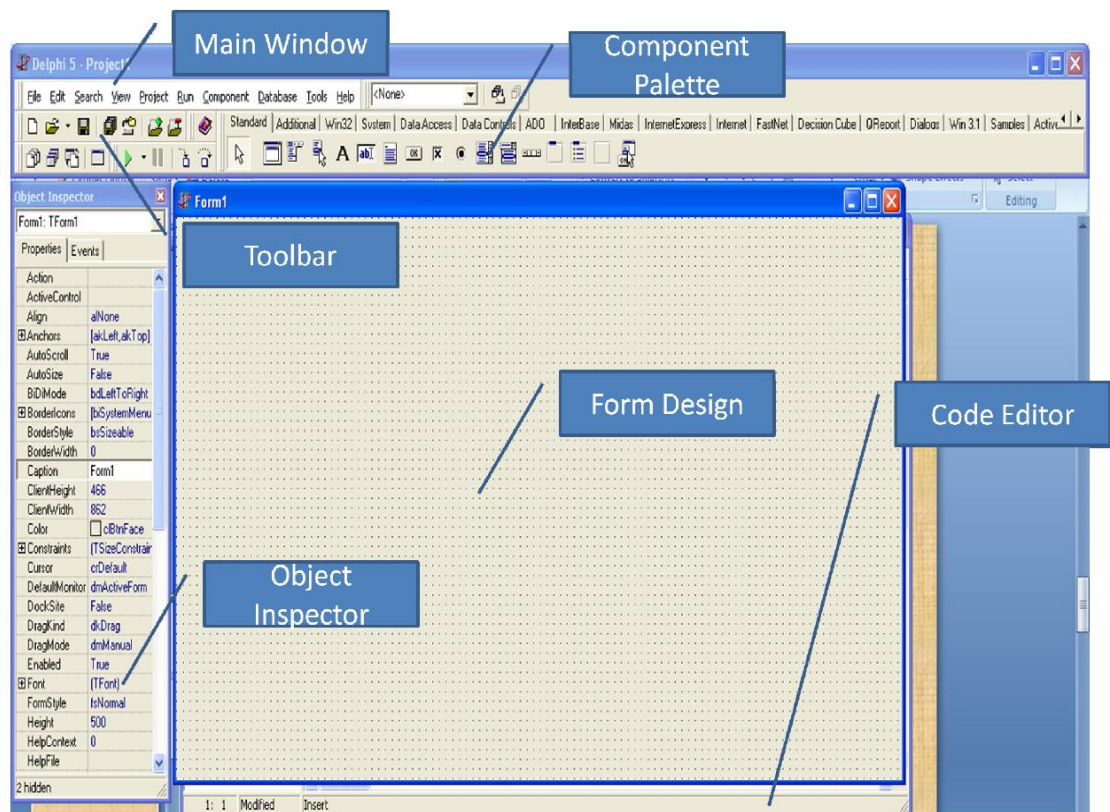 Main Window
Component
Palette
Delphi 5 - Project1
File Edit Search View Project Run Component Database Tools Help <None>
Standard Additional Win32 System Data Access Data Controls ADO InterBase Midas InternetExpress Internet FastNet Decision Cube QReport Dialogs Win 3.1 Samples
Object Inspector
Form1
Editing
Form1: TForm1
Properties Events
Toolbar
Action
ActiveControl
Align alNone
Anchors [akLeft,akTop]
AutoScroll True
AutoSize False
BiDiMode bdLeftToRight
BorderIcons [biSystemMenu
BorderStyle bsSizeable
BorderWidth 0
Caption Form1
ClientHeight 466
ClientWidth 862
Color clBtnFace
Constraints (TSizeConstrair
Cursor crDefault
DefaultMonitor dmActiveForm
DockSite False
DragKind dkDrag
DragMode dmManual
Enabled True
Font (TFont)
FormStyle fsNormal
Height 500
HelpContext 0
HelpFile
2 hidden
Form Design
Code Editor
Object
Inspector
1: 1 Modified Insert